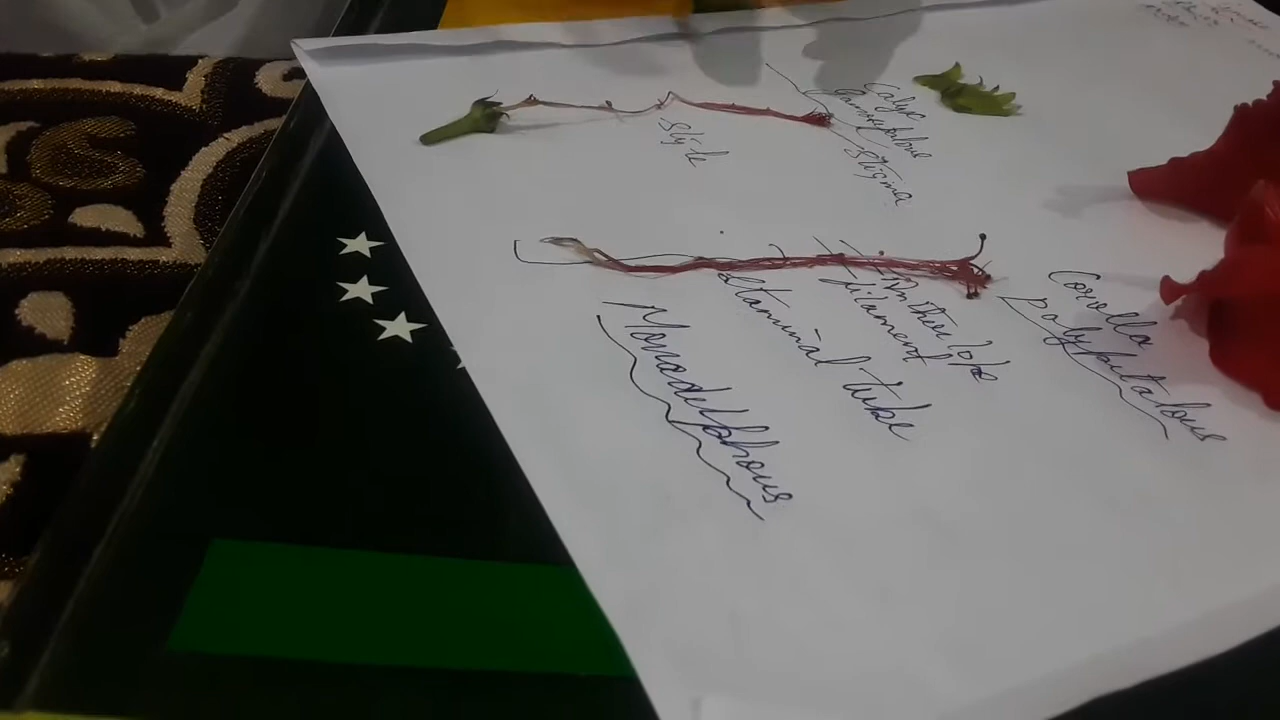 Calyx
Gamosepalous
Style
Stigma
Anther lobe
filament
Staminal tube
Monadelphous
Corolla
Polypetalous